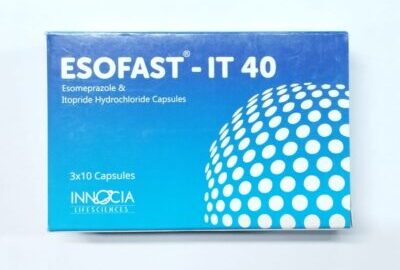 ESOFAST® - IT 40
Esomeprazole &
Itopride Hydrochloride Capsules
3x10 Capsules
INNOCIA
LIFESCIENCES